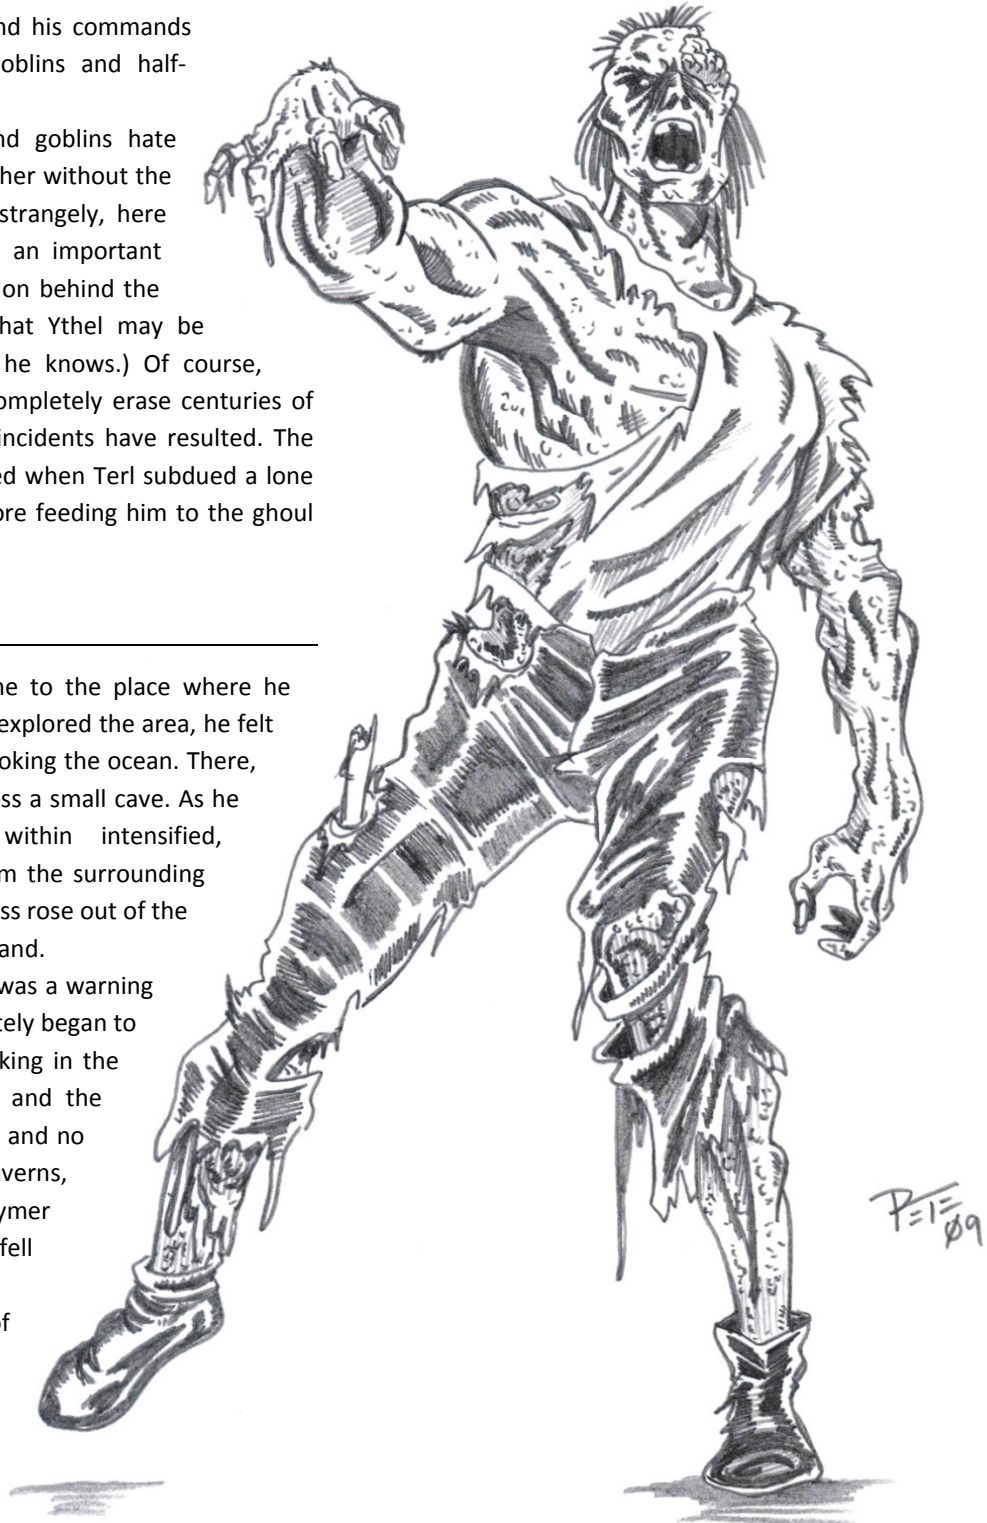 nd his commands
oblins and half-
nd goblins hate
her without the
strangely, here
an important
on behind the
hat Ythel may be
he knows.) Of course,
ompletely erase centuries of
incidents have resulted. The
ed when Terl subdued a lone
ore feeding him to the ghoul
ne to the place where he
explored the area, he felt
oking the ocean. There,
ss a small cave. As he
within intensified,
m the surrounding
ss rose out of the
and.
was a warning
tely began to
king in the
and the
and no
averns,
ymer
fell
of
PETE
09